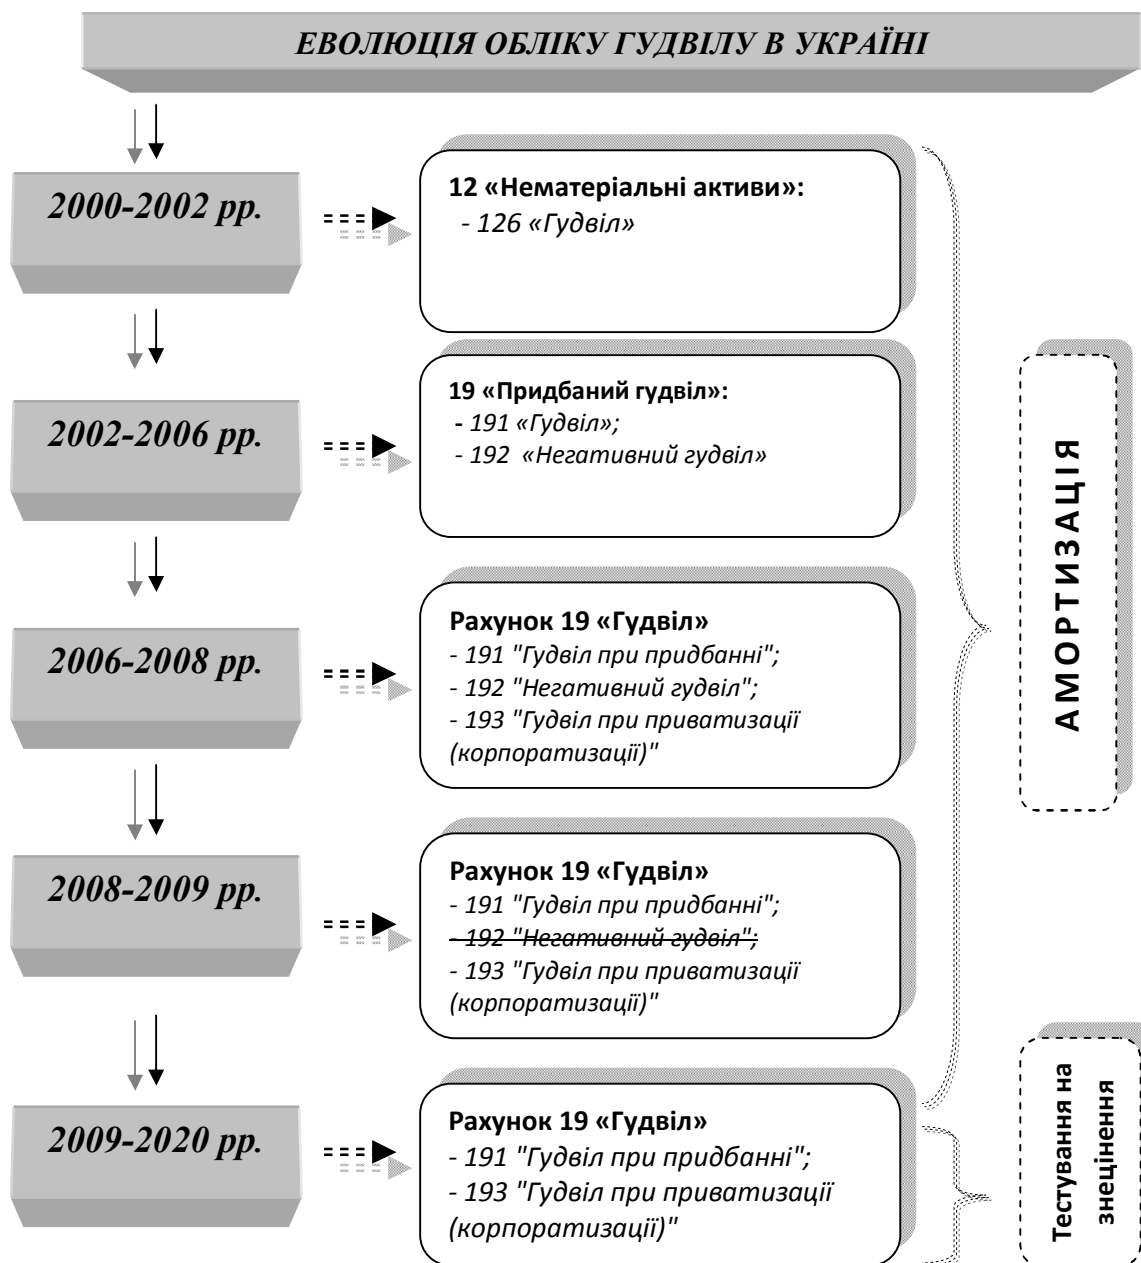 ЕВОЛЮЦІЯ ОБЛІКУ ГУДВІЛУ В УКРАЇНІ
2000-2002 рр.
12 «Нематеріальні активи»:
- 126 «Гудвіл»
2002-2006 рр.
19 «Придбаний гудвіл»:
- 191 «Гудвіл»;
- 192 «Негативний гудвіл»
2006-2008 рр.
Рахунок 19 «Гудвіл»
- 191 "Гудвіл при придбанні";
- 192 "Негативний гудвіл";
- 193 "Гудвіл при приватизації
(корпоратизації)"
2008-2009 рр.
Рахунок 19 «Гудвіл»
- 191 "Гудвіл при придбанні";
- 192 "Негативний гудвіл";
- 193 "Гудвіл при приватизації
(корпоратизації)"
2009-2020 рр.
Рахунок 19 «Гудвіл»
- 191 "Гудвіл при придбанні";
- 193 "Гудвіл при приватизації
(корпоратизації)"
АМОРТИЗАЦІЯ
Тестування на
знецінення